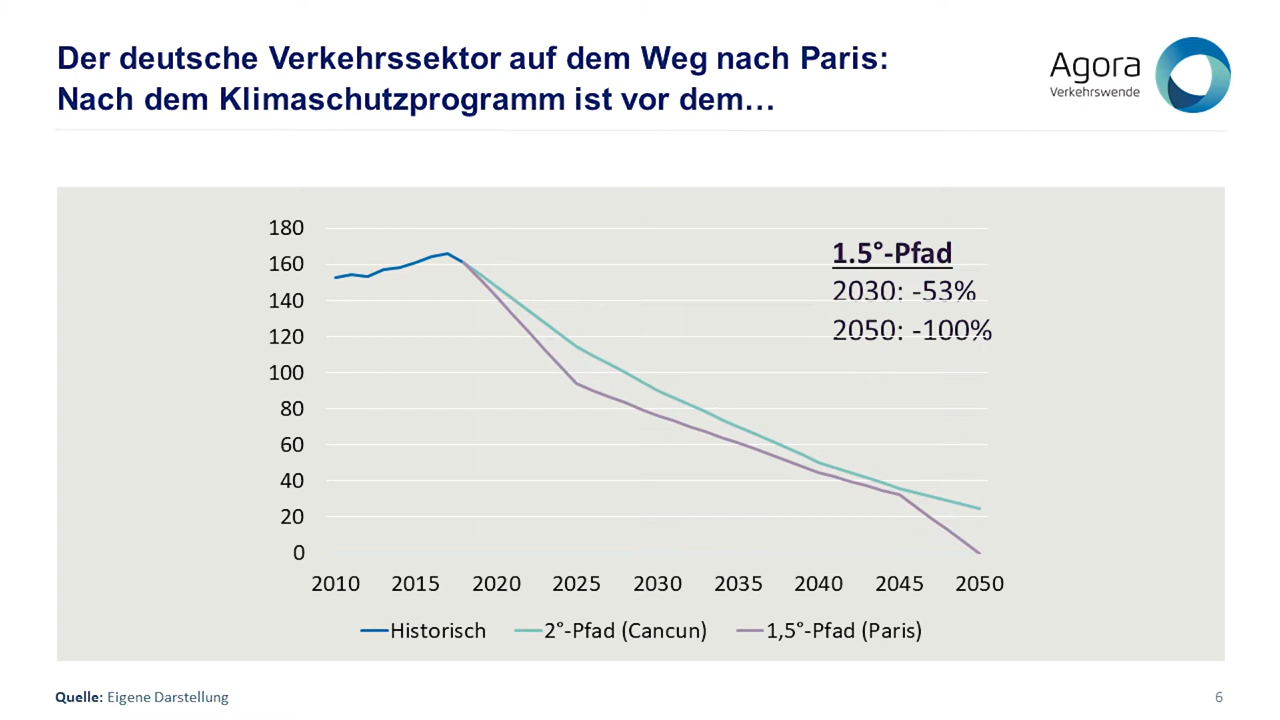 Der deutsche Verkehrssektor auf dem Weg nach Paris:
Nach dem Klimaschutzprogramm ist vor dem…
Agora
Verkehrswende
180
160
140
120
100
80
60
40
20
0
1.5°-Pfad
2030: -53%
2050: -100%
2010 2015 2020 2025 2030 2035 2040 2045 2050
Historisch 2°-Pfad (Cancun) 1,5°-Pfad (Paris)
Quelle: Eigene Darstellung
6